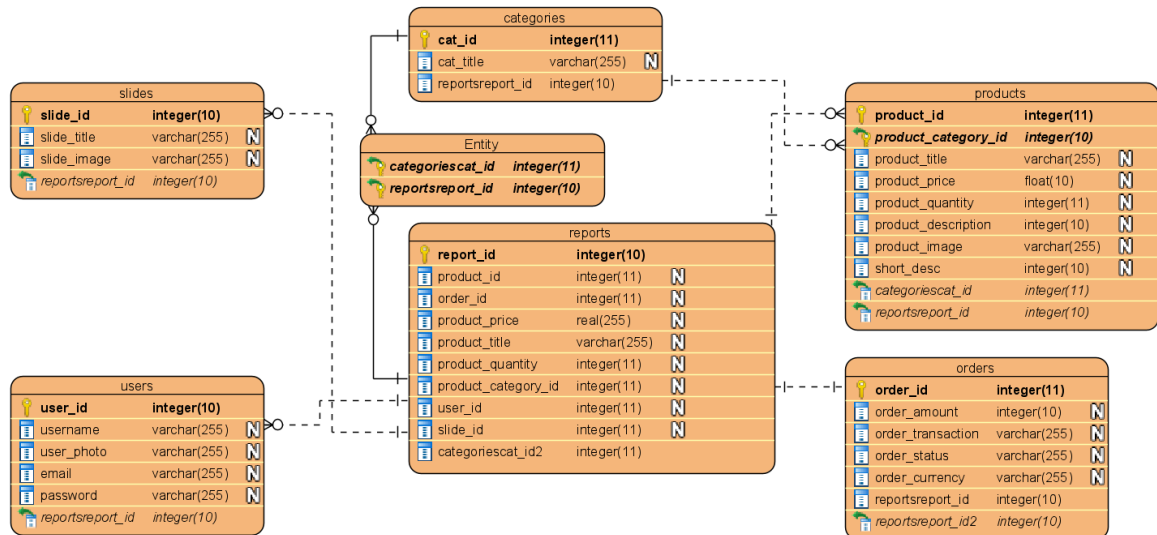 categories
cat_id integer(11)
cat_title varchar(255) N
reportsreport_id integer(10)
slides
slide_id integer(10)
slide_title varchar(255) N
slide_image varchar(255) N
reportsreport_id integer(10)
Entity
categoriescat_id integer(11)
reportsreport_id integer(10)
products
product_id integer(11)
product_category_id integer(10)
product_title varchar(255) N
product_price float(10) N
product_quantity integer(11) N
product_description integer(10) N
product_image varchar(255) N
short_desc integer(10) N
categoriescat_id integer(11)
reportsreport_id integer(10)
reports
report_id integer(10)
product_id integer(11) N
order_id integer(11) N
product_price real(255) N
product_title varchar(255) N
product_quantity integer(11) N
product_category_id integer(11) N
user_id integer(11) N
slide_id integer(11) N
categoriescat_id2 integer(11)
users
user_id integer(10)
username varchar(255) N
user_photo varchar(255) N
email varchar(255) N
password varchar(255) N
reportsreport_id integer(10)
orders
order_id integer(11)
order_amount integer(10) N
order_transaction varchar(255) N
order_status varchar(255) N
order_currency varchar(255) N
reportsreport_id integer(10)
reportsreport_id2 integer(10)